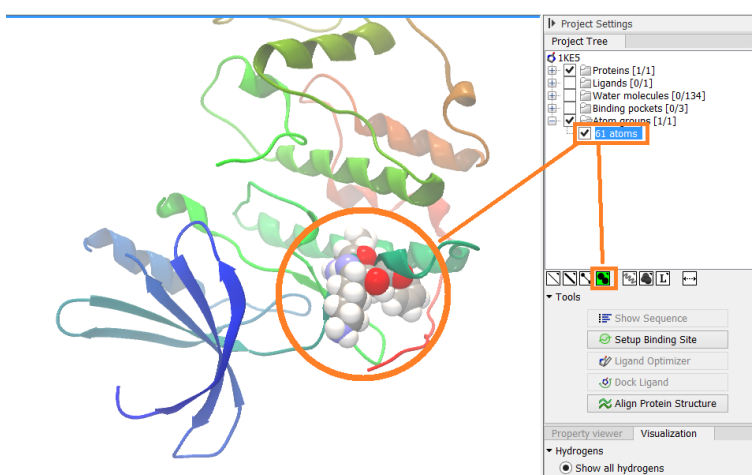 Project Settings
Project Tree
1KE5
Proteins [1/1]
Ligands [0/1]
Water molecules [0/134]
Binding pockets [0/3]
Atom groups [1/1]
61 atoms
L
Tools
Show Sequence
Setup Binding Site
Ligand Optimizer
Dock Ligand
Align Protein Structure
Property viewer Visualization
Hydrogens
Show all hydrogens